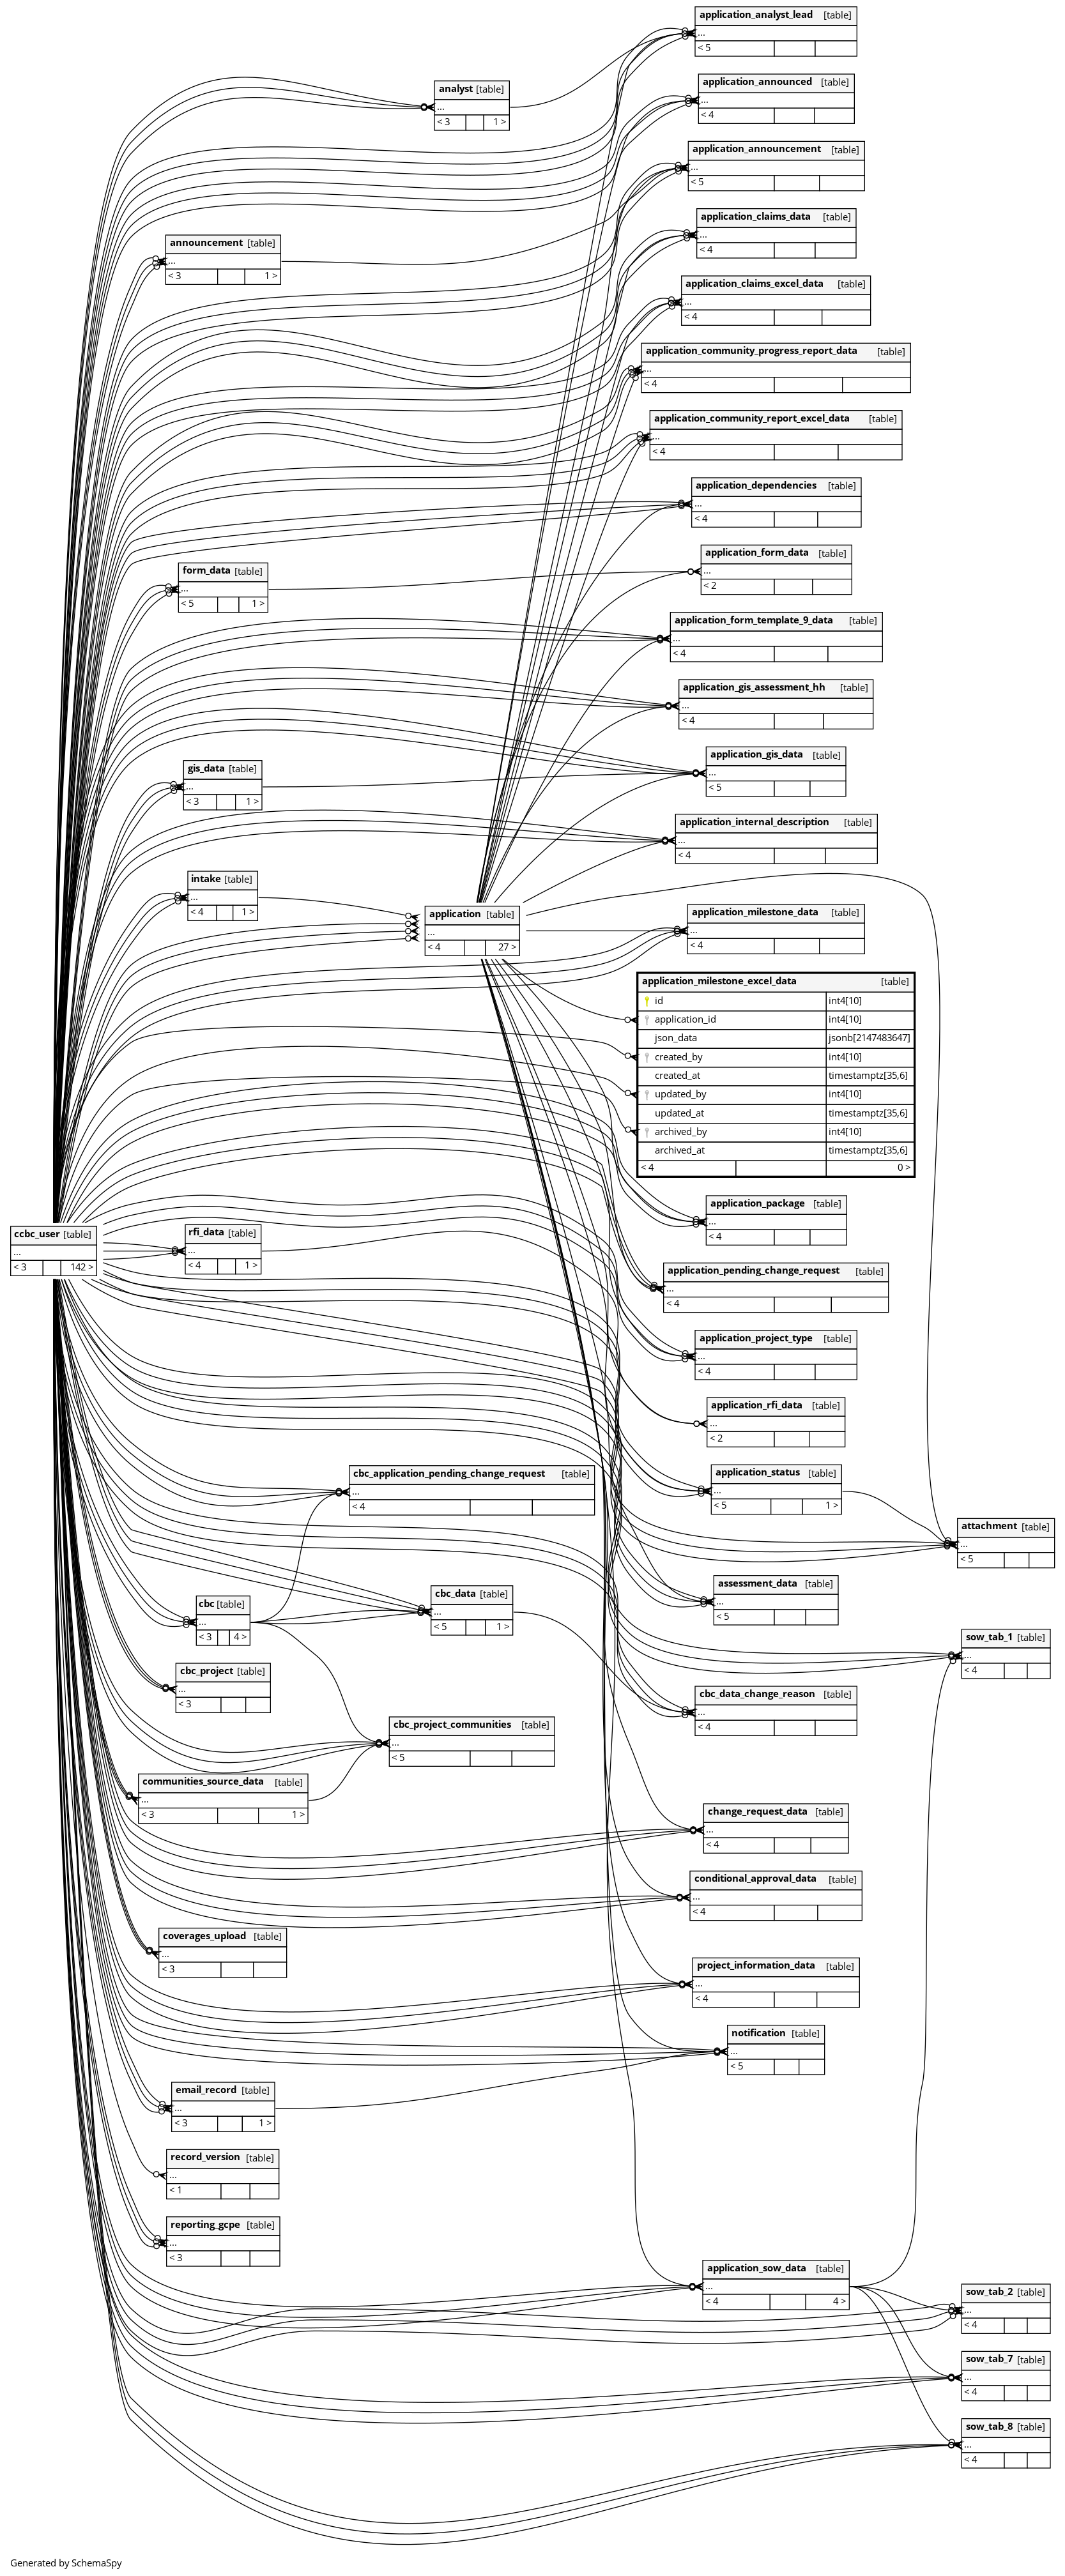 application_analyst_lead [table]
...
< 5
analyst [table]
...
< 3 1 >
application_announced [table]
...
< 4
application_announcement [table]
...
< 5
application_claims_data [table]
...
< 4
announcement [table]
...
< 3 1 >
application_claims_excel_data [table]
...
< 4
application_community_progress_report_data [table]
...
< 4
application_community_report_excel_data [table]
...
< 4
application_dependencies [table]
...
< 4
application_form_data [table]
...
< 2
form_data [table]
...
< 5 1 >
application_form_template_9_data [table]
...
< 4
application_gis_assessment_hh [table]
...
< 4
application_gis_data [table]
...
< 5
gis_data [table]
...
< 3 1 >
application_internal_description [table]
...
< 4
intake [table]
...
< 4 1 >
application [table]
...
< 4 27 >
application_milestone_data [table]
...
< 4
application_milestone_excel_data [table]
id int4[10]
application_id int4[10]
json_data jsonb[2147483647]
created_by int4[10]
created_at timestamptz[35,6]
updated_by int4[10]
updated_at timestamptz[35,6]
archived_by int4[10]
archived_at timestamptz[35,6]
< 4 0 >
application_package [table]
...
< 4
ccbc_user [table]
...
< 3 142 >
rfi_data [table]
...
< 4 1 >
application_pending_change_request [table]
...
< 4
application_project_type [table]
...
< 4
application_rfi_data [table]
...
< 2
cbc_application_pending_change_request [table]
...
< 4
application_status [table]
...
< 5 1 >
attachment [table]
...
< 5
assessment_data [table]
...
< 5
cbc [table]
...
< 3 4 >
cbc_data [table]
...
< 5 1 >
sow_tab_1 [table]
...
< 4
cbc_project [table]
...
< 3
cbc_data_change_reason [table]
...
< 4
cbc_project_communities [table]
...
< 5
communities_source_data [table]
...
< 3 1 >
change_request_data [table]
...
< 4
conditional_approval_data [table]
...
< 4
coverages_upload [table]
...
< 3
project_information_data [table]
...
< 4
notification [table]
...
< 5
email_record [table]
...
< 3 1 >
record_version [table]
...
< 1
reporting_gcpe [table]
...
< 3
application_sow_data [table]
...
< 4 4 >
sow_tab_2 [table]
...
< 4
sow_tab_7 [table]
...
< 4
sow_tab_8 [table]
...
< 4
Generated by SchemaSpy